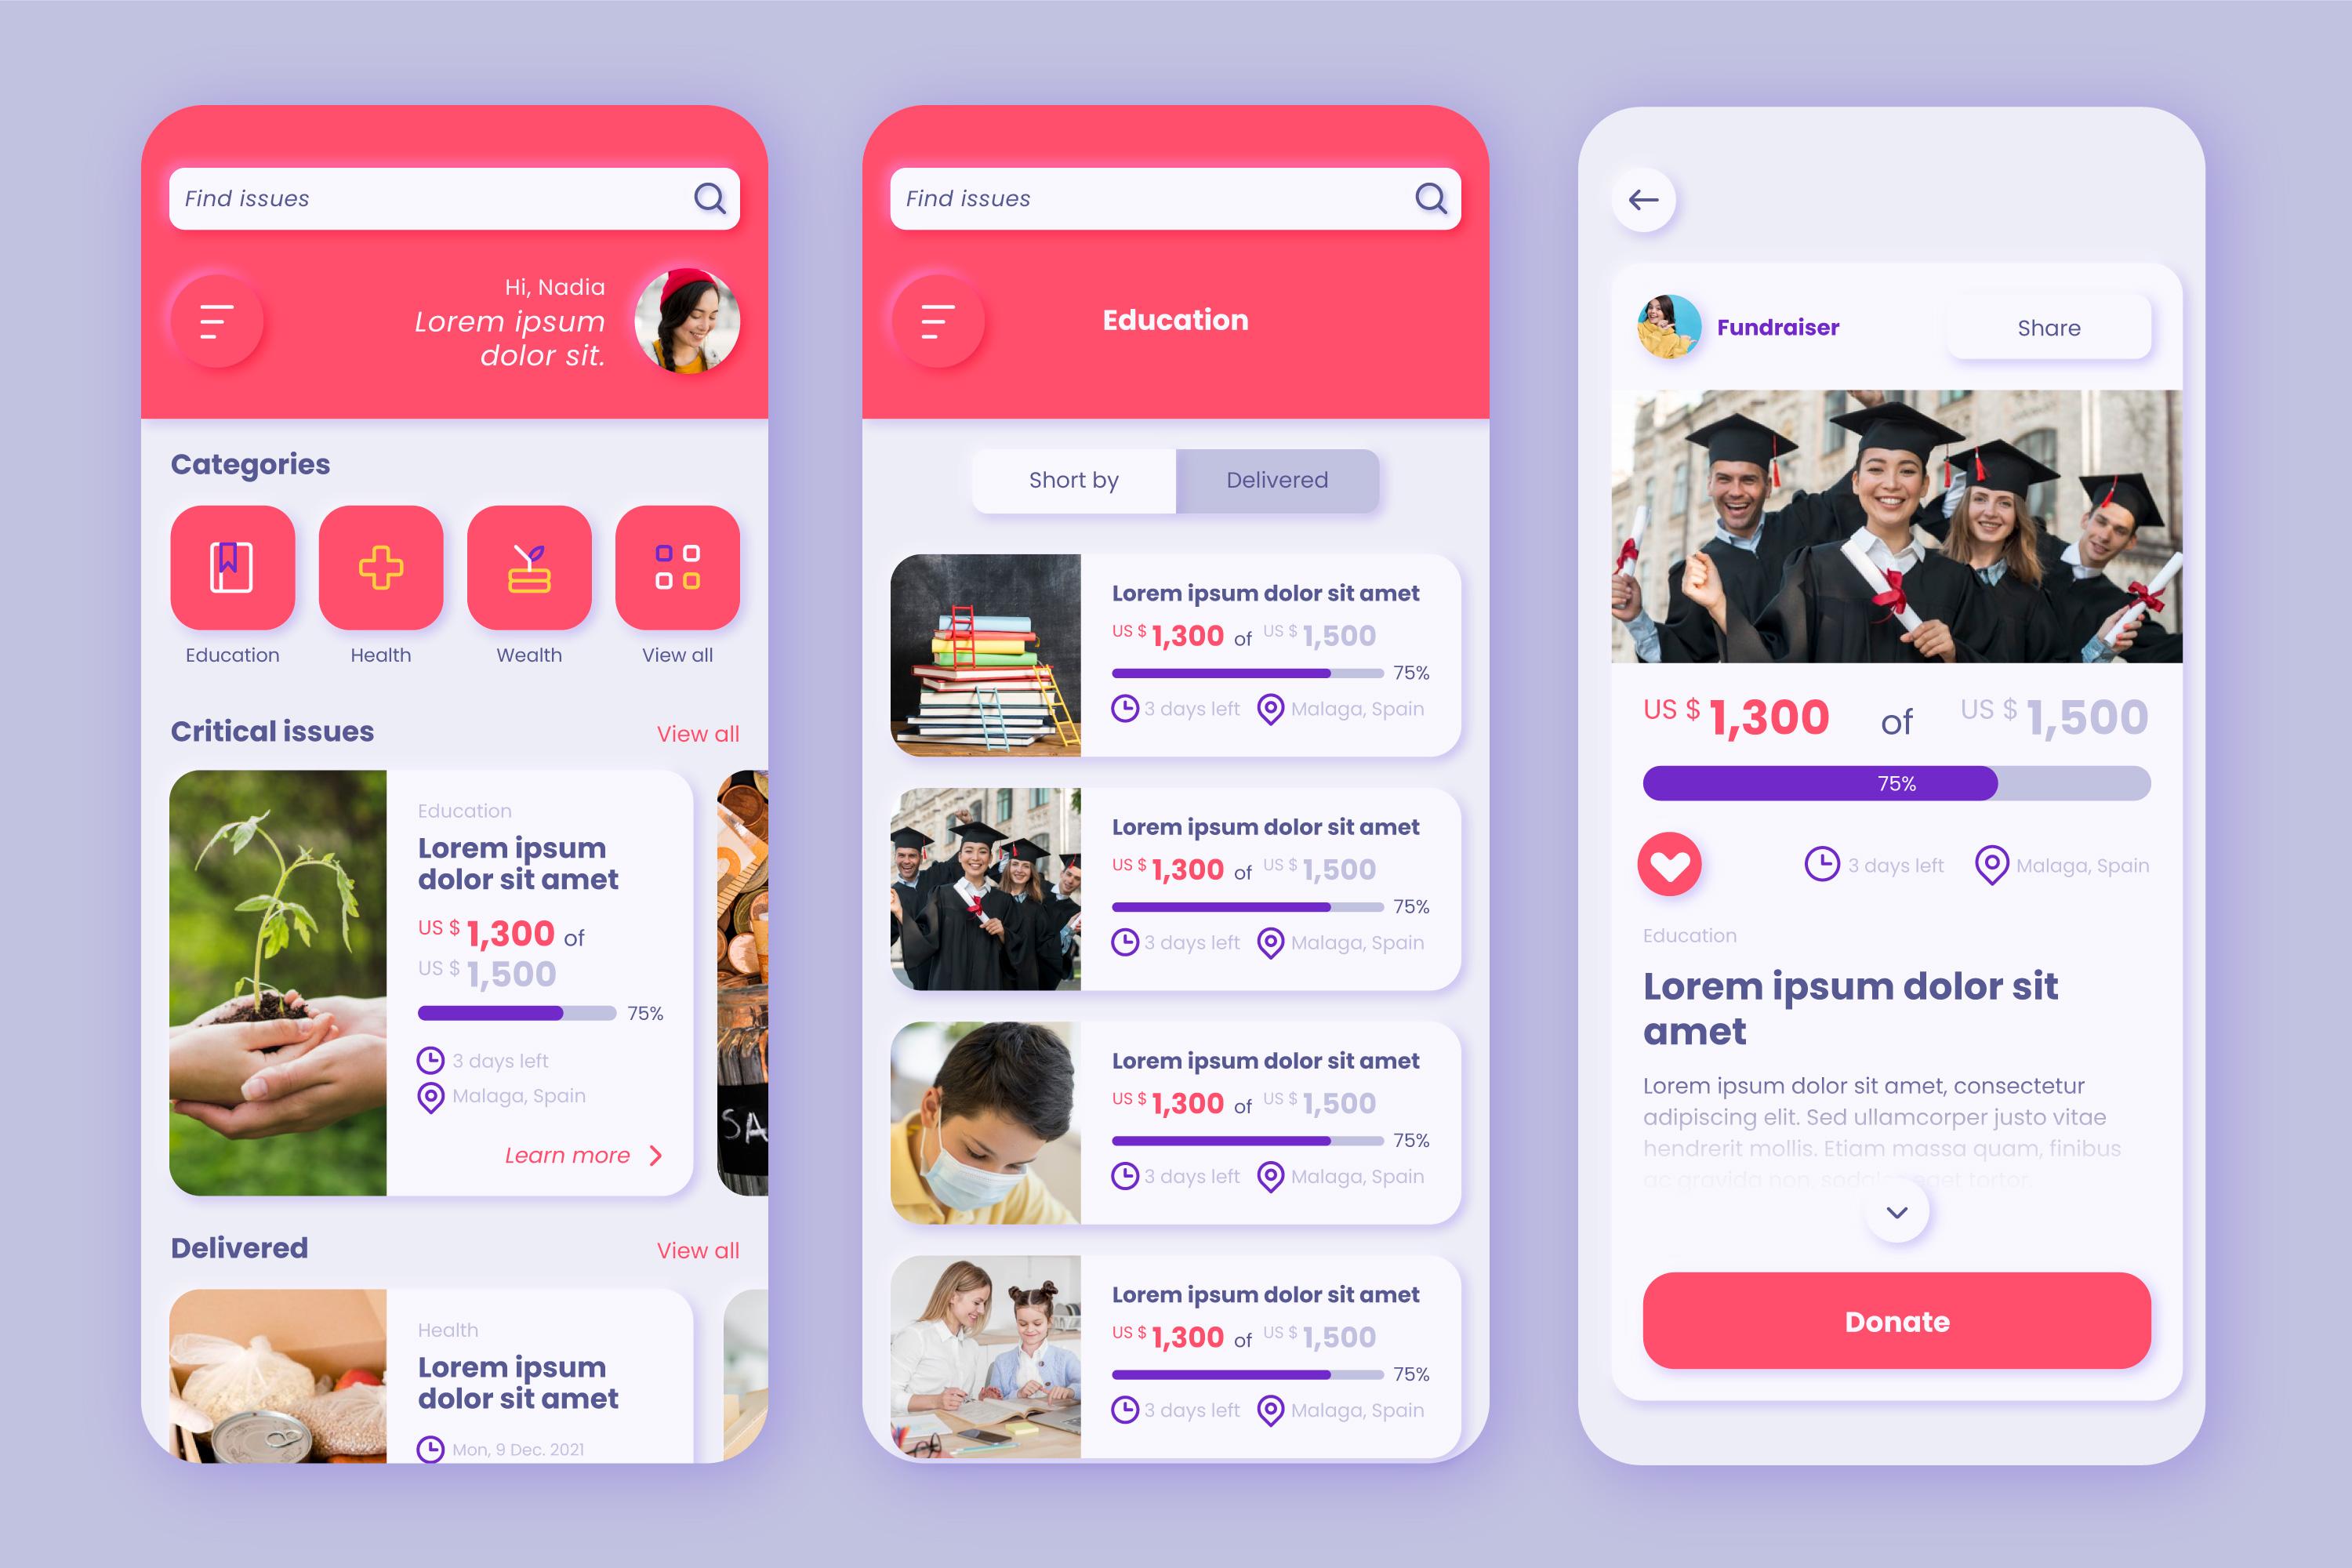 Find issues
Hi, Nadia
Lorem ipsum
dolor sit.
Categories
Education
Health
Wealth
View all
Critical issues
View all
Education
Lorem ipsum
dolor sit amet
US $ 1,300 of
US $ 1,500
75%
3 days left
Malaga, Spain
Learn more
SA
Delivered
View all
Health
Lorem ipsum
dolor sit amet
Mon, 9 Dec. 2021
Find issues
Education
Short by
Delivered
Lorem ipsum dolor sit amet
US $ 1,300 of US $ 1,500
75%
3 days left Malaga, Spain
Lorem ipsum dolor sit amet
US $ 1,300 of US $ 1,500
75%
3 days left Malaga, Spain
Lorem ipsum dolor sit amet
US $ 1,300 of US $ 1,500
75%
3 days left Malaga, Spain
Lorem ipsum dolor sit amet
US $ 1,300 of US $ 1,500
75%
3 days left Malaga, Spain
Fundraiser
Share
US $ 1,300 of US $ 1,500
75%
3 days left Malaga, Spain
Education
Lorem ipsum dolor sit
amet
Lorem ipsum dolor sit amet, consectetur
adipiscing elit. Sed ullamcorper justo vitae
hendrerit mollis. Etiam massa quam, finibus
ac gravida non, eget tortor.
Donate